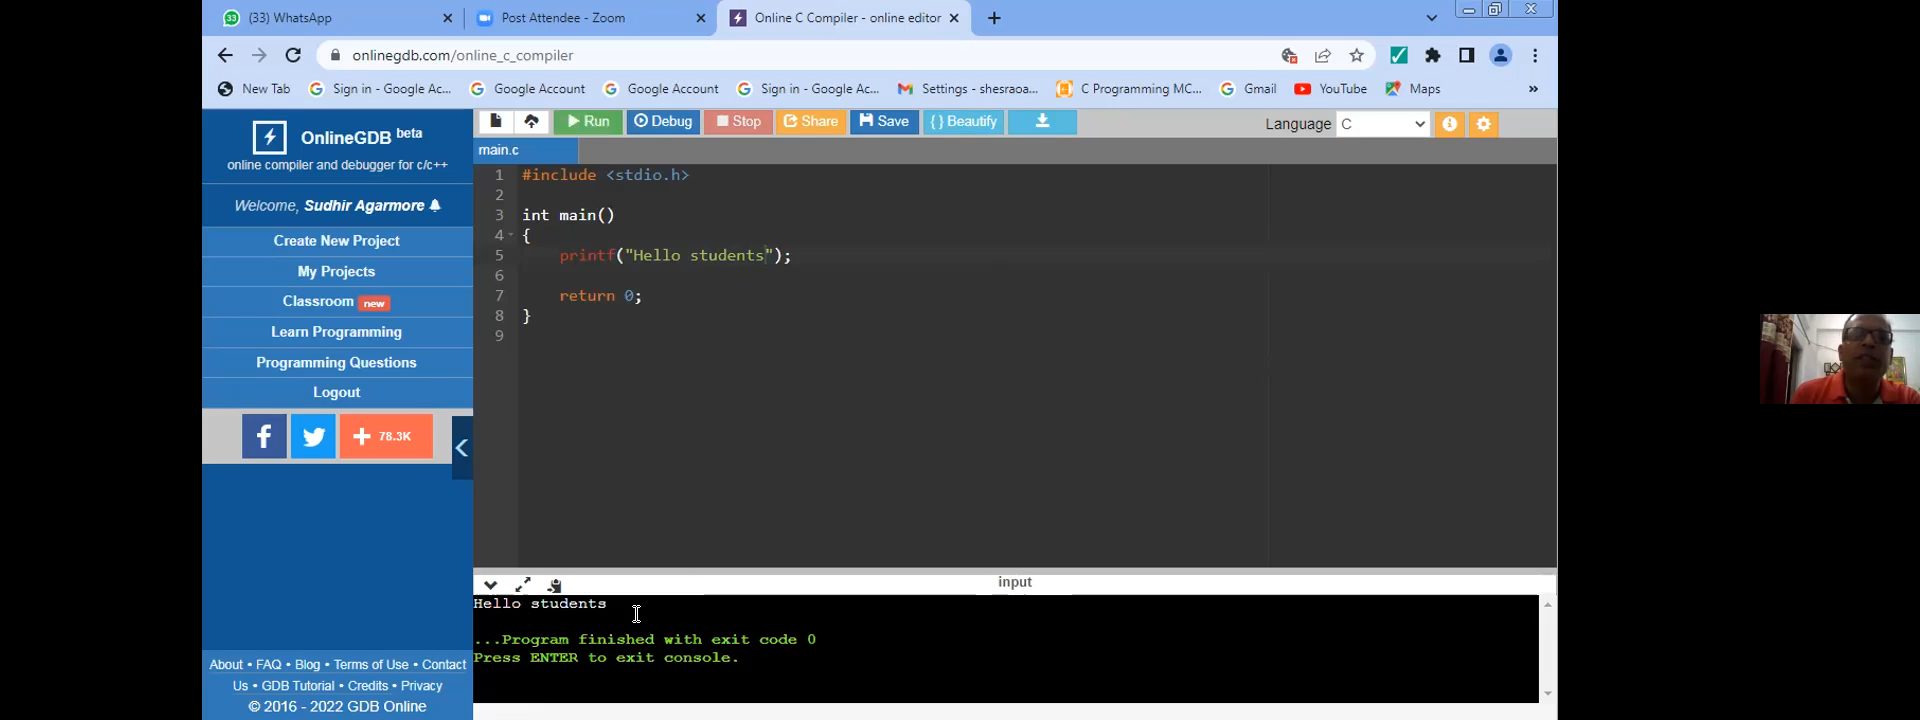 33 (33) WhatsApp Post Attendee - Zoom Online C Compiler - online editor
onlinegdb.com/online_c_compiler
New Tab Sign in - Google Ac... Google Account Google Account Sign in - Google Ac... Settings - shesraoa... C Programming MC... Gmail YouTube Maps »
OnlineGDB beta
online compiler and debugger for c/c++
Welcome, Sudhir Agarmore
Create New Project
My Projects
Classroom new
Learn Programming
Programming Questions
Logout
f + 78.3K
Run Debug Stop Share Save { } Beautify Language C
main.c
1 #include <stdio.h>
2
3 int main()
4 {
5 printf("Hello students");
6
7 return 0;
8 }
9
input
Hello students
...Program finished with exit code 0
Press ENTER to exit console.
About • FAQ • Blog • Terms of Use • Contact
Us • GDB Tutorial • Credits • Privacy
© 2016 - 2022 GDB Online